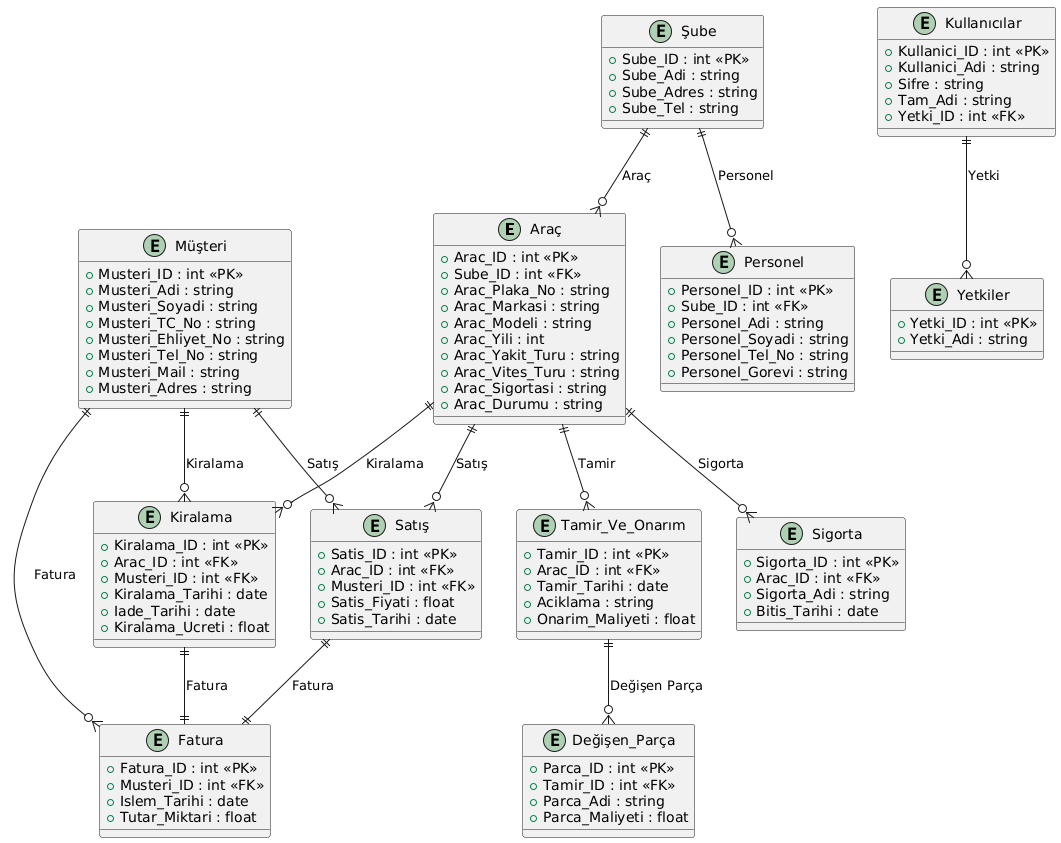 E Şube
Sube_ID : int «PK»
Sube_Adi : string
Sube_Adres : string
Sube_Tel : string
E Kullanıcılar
Kullanici_ID : int «PK»
Kullanici_Adi : string
Sifre : string
Tam_Adi : string
Yetki_ID : int «FK»
Araç
Personel
Yetki
E Müşteri
Musteri_ID : int «PK»
Musteri_Adi : string
Musteri_Soyadi : string
Musteri_TC_No : string
Musteri_Ehliyet_No : string
Musteri_Tel_No : string
Musteri_Mail : string
Musteri_Adres : string
E Araç
Arac_ID : int «PK»
Sube_ID : int «FK»
Arac_Plaka_No : string
Arac_Markasi : string
Arac_Modeli : string
Arac_Yili : int
Arac_Yakit_Turu : string
Arac_Vites_Turu : string
Arac_Sigortasi : string
Arac_Durumu : string
E Personel
Personel_ID : int «PK»
Sube_ID : int «FK»
Personel_Adi : string
Personel_Soyadi : string
Personel_Tel_No : string
Personel_Gorevi : string
E Yetkiler
Yetki_ID : int «PK»
Yetki_Adi : string
Kiralama
Satış
Kiralama
Satış
Tamir
Sigorta
Fatura
E Kiralama
Kiralama_ID : int «PK»
Arac_ID : int «FK»
Musteri_ID : int «FK»
Kiralama_Tarihi : date
Iade_Tarihi : date
Kiralama_Ucreti : float
E Satış
Satis_ID : int «PK»
Arac_ID : int «FK»
Musteri_ID : int «FK»
Satis_Fiyati : float
Satis_Tarihi : date
E Tamir_Ve_Onarım
Tamir_ID : int «PK»
Arac_ID : int «FK»
Tamir_Tarihi : date
Aciklama : string
Onarim_Maliyeti : float
E Sigorta
Sigorta_ID : int «PK»
Arac_ID : int «FK»
Sigorta_Adi : string
Bitis_Tarihi : date
Fatura
Fatura
Değişen Parça
E Fatura
Fatura_ID : int «PK»
Musteri_ID : int «FK»
Islem_Tarihi : date
Tutar_Miktari : float
E Değişen_Parça
Parca_ID : int «PK»
Tamir_ID : int «FK»
Parca_Adi : string
Parca_Maliyeti : float